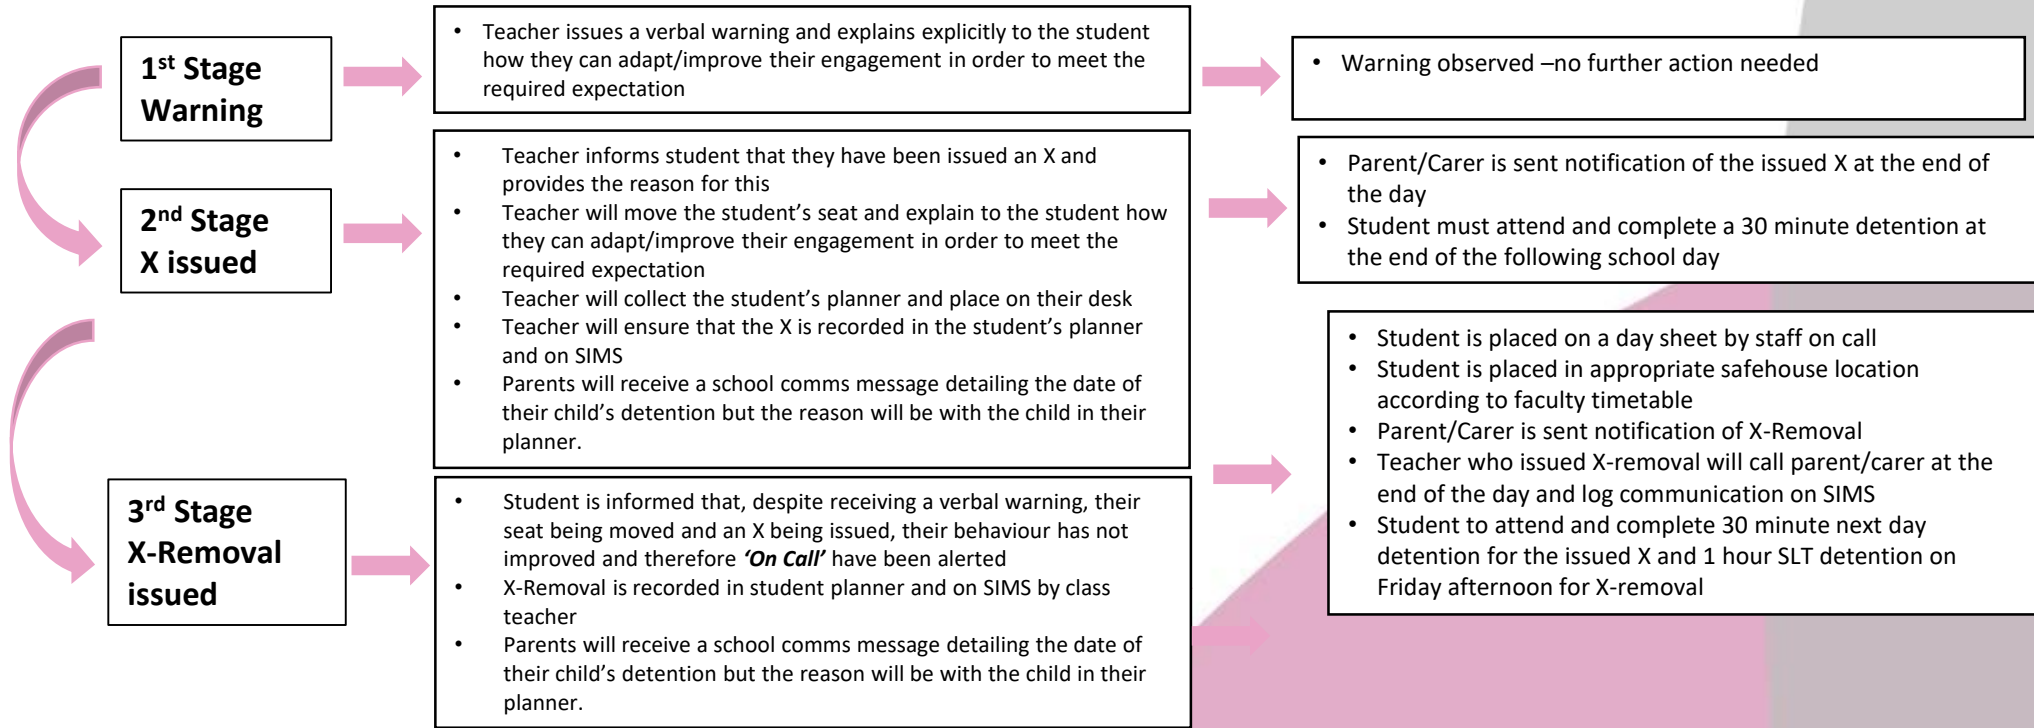 1st Stage
Warning
• Teacher issues a verbal warning and explains explicitly to the student
how they can adapt/improve their engagement in order to meet the
required expectation
• Warning observed –no further action needed
2nd Stage
X issued
• Teacher informs student that they have been issued an X and
provides the reason for this
• Teacher will move the student’s seat and explain to the student how
they can adapt/improve their engagement in order to meet the
required expectation
• Teacher will collect the student’s planner and place on their desk
• Teacher will ensure that the X is recorded in the student’s planner
and on SIMS
• Parents will receive a school comms message detailing the date of
their child’s detention but the reason will be with the child in their
planner.
• Parent/Carer is sent notification of the issued X at the end of
the day
• Student must attend and complete a 30 minute detention at
the end of the following school day
3rd Stage
X-Removal
issued
• Student is informed that, despite receiving a verbal warning, their
seat being moved and an X being issued, their behaviour has not
improved and therefore ‘On Call’ have been alerted
• X-Removal is recorded in student planner and on SIMS by class
teacher
• Parents will receive a school comms message detailing the date of
their child’s detention but the reason will be with the child in their
planner.
• Student is placed on a day sheet by staff on call
• Student is placed in appropriate safehouse location
according to faculty timetable
• Parent/Carer is sent notification of X-Removal
• Teacher who issued X-removal will call parent/carer at the
end of the day and log communication on SIMS
• Student to attend and complete 30 minute next day
detention for the issued X and 1 hour SLT detention on
Friday afternoon for X-removal